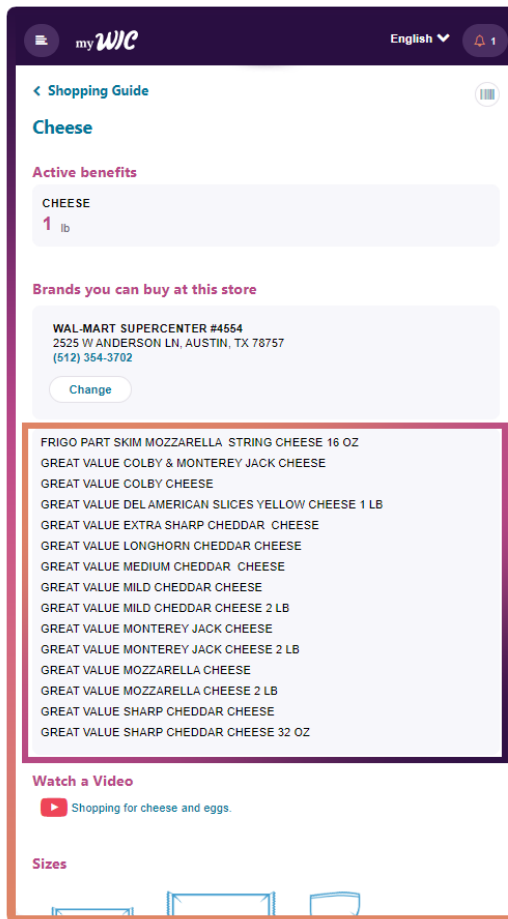 my WIC
English
1
Shopping Guide
Cheese
Active benefits
CHEESE
1 lb
Brands you can buy at this store
WAL-MART SUPERCENTER #4554
2525 W ANDERSON LN, AUSTIN, TX 78757
(512) 354-3702
Change
FRIGO PART SKIM MOZZARELLA STRING CHEESE 16 OZ
GREAT VALUE COLBY & MONTEREY JACK CHEESE
GREAT VALUE COLBY CHEESE
GREAT VALUE DEL AMERICAN SLICES YELLOW CHEESE 1 LB
GREAT VALUE EXTRA SHARP CHEDDAR CHEESE
GREAT VALUE LONGHORN CHEDDAR CHEESE
GREAT VALUE MEDIUM CHEDDAR CHEESE
GREAT VALUE MILD CHEDDAR CHEESE
GREAT VALUE MILD CHEDDAR CHEESE 2 LB
GREAT VALUE MONTEREY JACK CHEESE
GREAT VALUE MONTEREY JACK CHEESE 2 LB
GREAT VALUE MOZZARELLA CHEESE
GREAT VALUE MOZZARELLA CHEESE 2 LB
GREAT VALUE SHARP CHEDDAR CHEESE
GREAT VALUE SHARP CHEDDAR CHEESE 32 OZ
Watch a Video
Shopping for cheese and eggs.
Sizes